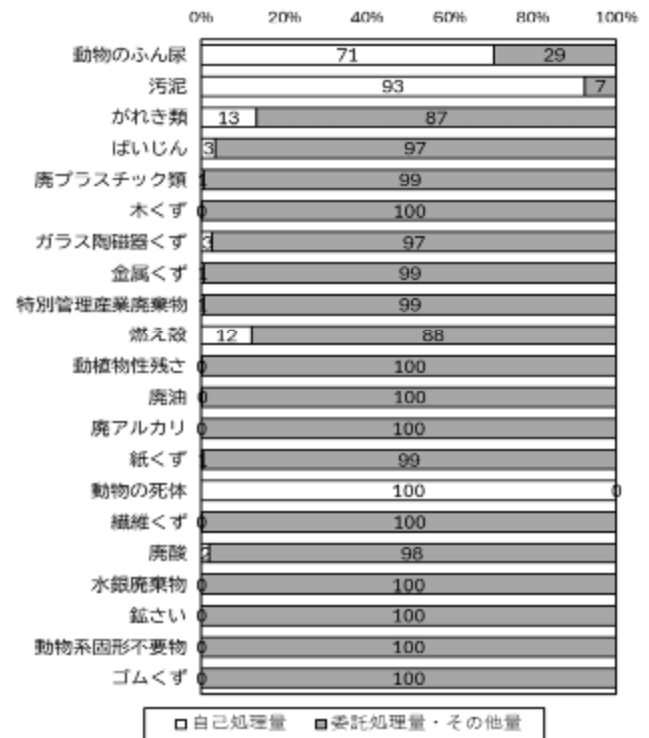 0% 20% 40% 60% 80% 100%
動物のふん尿 71 29
汚泥 93 7
がれき類 13 87
ばいじん 3 97
廃プラスチック類 1 99
木くず 0 100
ガラス陶磁器くず 3 97
金属くず 1 99
特別管理産業廃棄物 1 99
燃え殻 12 88
動植物性残さ 0 100
廃油 0 100
廃アルカリ 0 100
紙くず 1 99
動物の死体 100 0
繊維くず 0 100
廃酸 2 98
水銀廃棄物 0 100
鉱さい 0 100
動物系固形不要物 0 100
ゴムくず 0 100
自己処理量 委託処理量・その他量